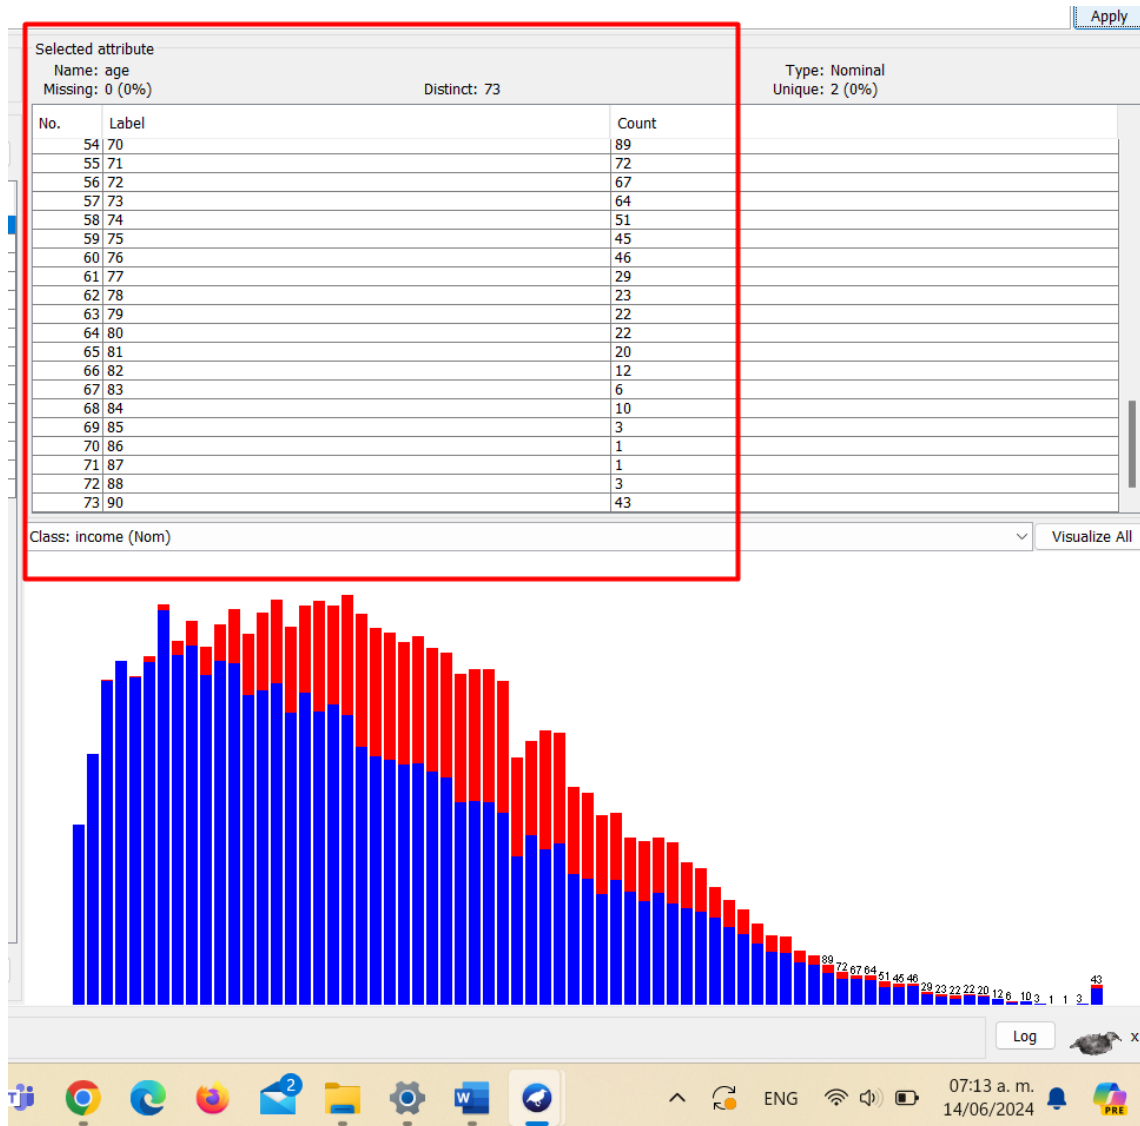 Apply
Selected attribute
Name: age Type: Nominal
Missing: 0 (0%) Distinct: 73 Unique: 2 (0%)
No. Label Count
54 70 89
55 71 72
56 72 67
57 73 64
58 74 51
59 75 45
60 76 46
61 77 29
62 78 23
63 79 22
64 80 22
65 81 20
66 82 12
67 83 6
68 84 10
69 85 3
70 86 1
71 87 1
72 88 3
73 90 43
Class: income (Nom) Visualize All
89 72 67 64 51 45 46 29 23 22 22 20 12 6 10 3 1 1 3 43
Log x
2 ENG 07:13 a. m.
14/06/2024
PRE